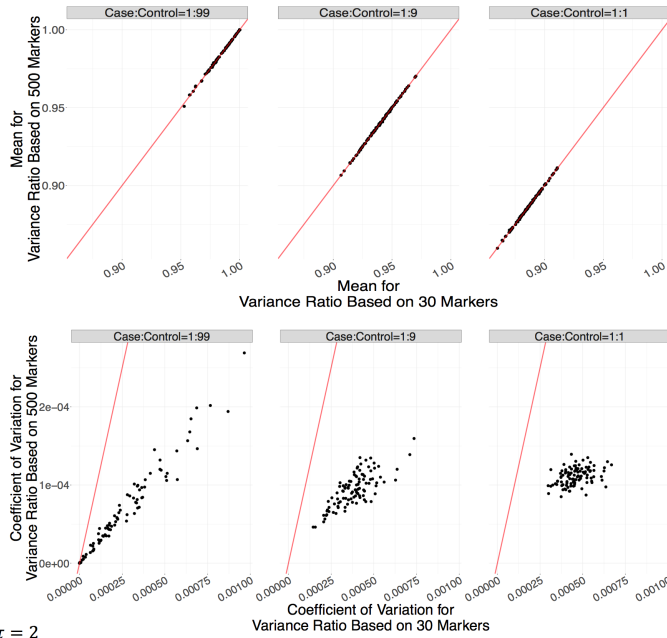 Case:Control=1:99
Case:Control=1:9
Case:Control=1:1
Mean for
Variance Ratio Based on 500 Markers
1.00
0.95
0.90
0.90
0.95
1.00
0.90
0.95
1.00
0.90
0.95
1.00
Mean for
Variance Ratio Based on 30 Markers
Case:Control=1:99
Case:Control=1:9
Case:Control=1:1
Coefficient of Variation for
Variance Ratio Based on 500 Markers
2e−04
1e−04
0e+00
0.00000
0.00025
0.00050
0.00075
0.00100
0.00000
0.00025
0.00050
0.00075
0.00100
0.00000
0.00025
0.00050
0.00075
0.00100
Coefficient of Variation for
Variance Ratio Based on 30 Markers
= 2